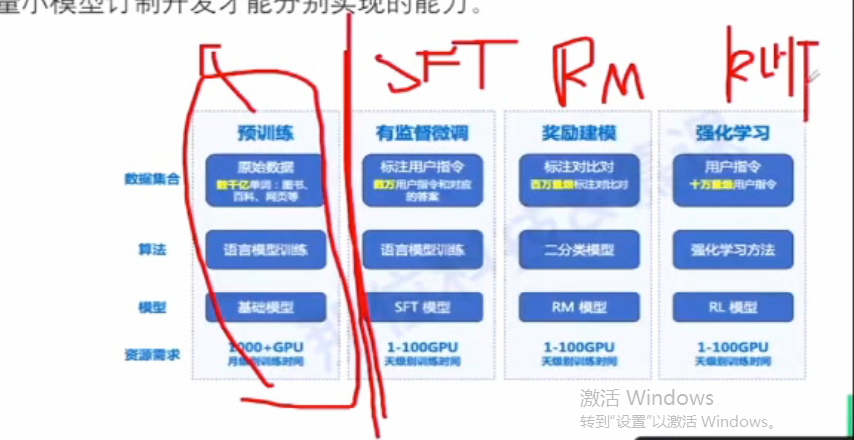 量小模型订制开发才能分别实现的能力。
SFT RM
预训练 有监督微调 奖励建模 强化学习
数据集合
原始数据 标注用户指令 标注对比对 用户指令
数千亿单词：图书、 数万用户指令和对应 百万量级标注对比对 十万量级用户指令
百科、网页等 的答案
算法 语言模型训练 语言模型训练 二分类模型 强化学习方法
模型 基础模型 SFT 模型 RM 模型 RL 模型
资源需求
1000+GPU 1-100GPU 1-100GPU 1-100GPU
月级别训练时间 天级别训练时间 天级别训练时间 天级别训练时间
激活 Windows
转到"设置"以激活 Windows。